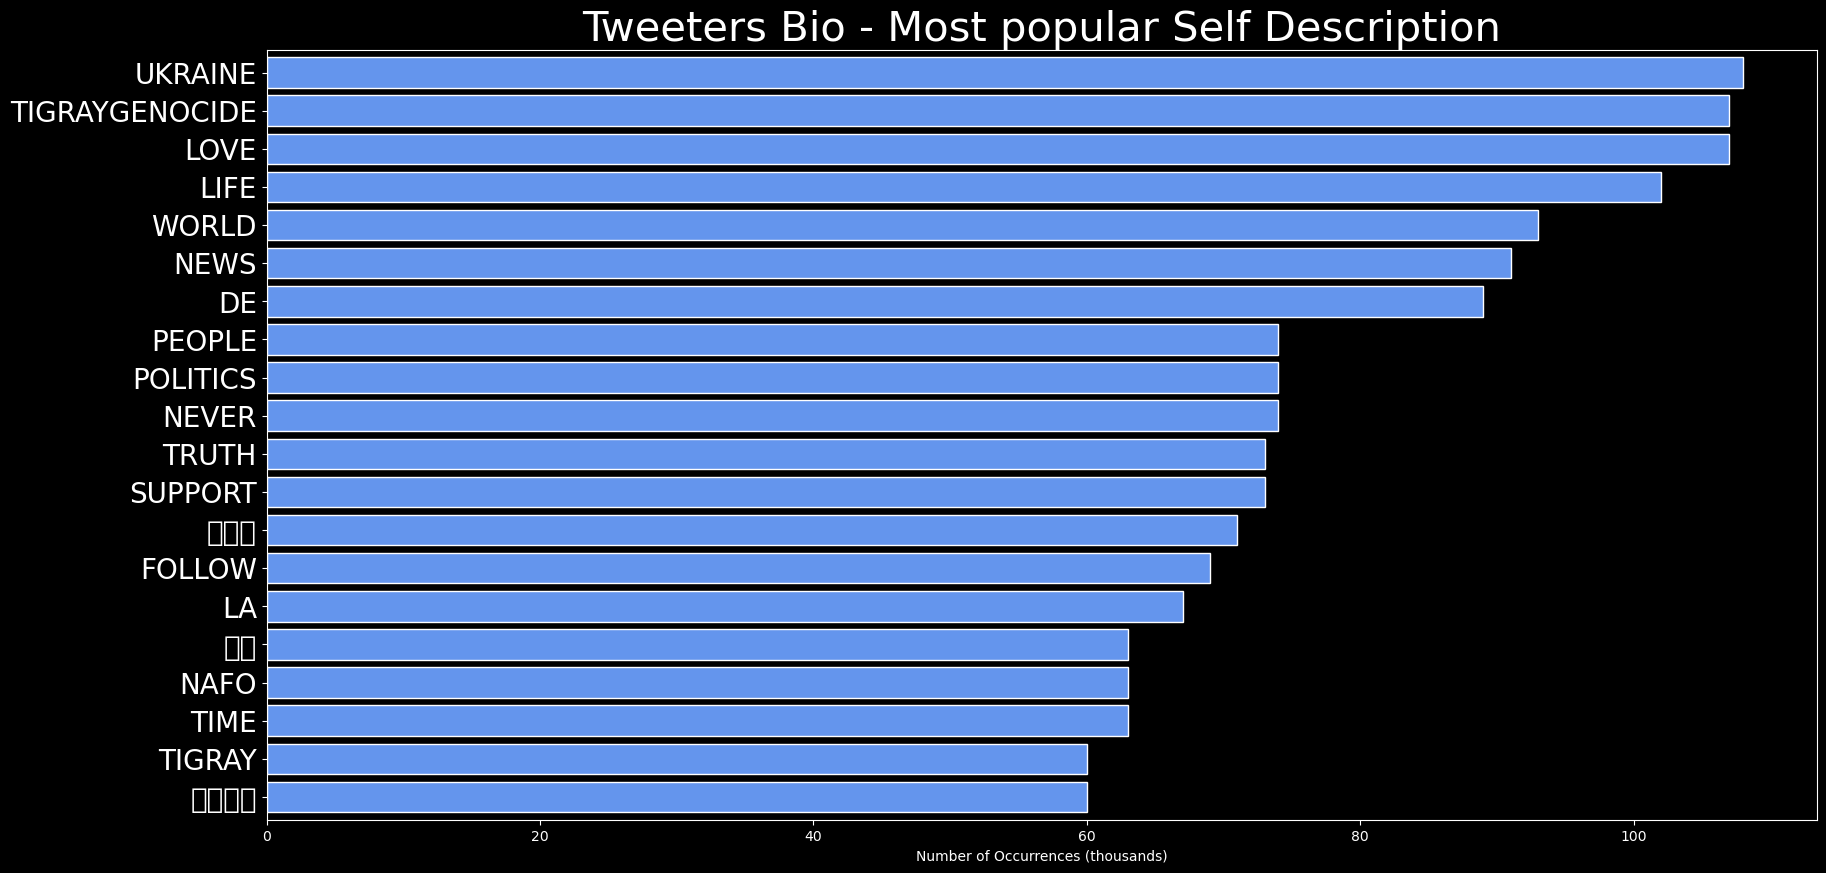 Tweeters Bio - Most popular Self Description
UKRAINE
TIGRAYGENOCIDE
LOVE
LIFE
WORLD
NEWS
DE
PEOPLE
POLITICS
NEVER
TRUTH
SUPPORT
FOLLOW
LA
NAFO
TIME
TIGRAY
0 20 40 60 80 100
Number of Occurrences (thousands)